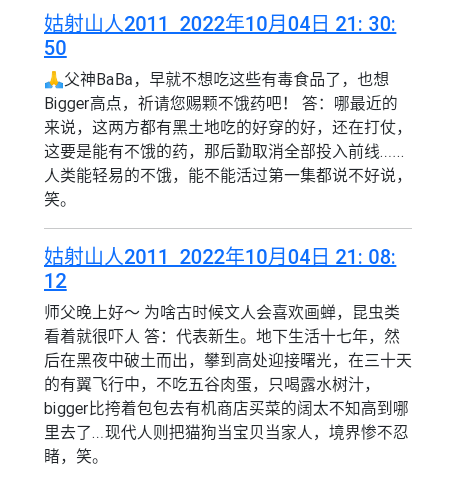 姑射山人2011  2022年10月04日 21: 30:
50
🙏父神BaBa，早就不想吃这些有毒食品了，也想
Bigger高点，祈请您赐颗不饿药吧！ 答：哪最近的
来说，这两方都有黑土地吃的好穿的好，还在打仗，
这要是能有不饿的药，那后勤取消全部投入前线......
人类能轻易的不饿，能不能活过第一集都说不好说，
笑。
姑射山人2011  2022年10月04日 21: 08:
12
师父晚上好～ 为啥古时候文人会喜欢画蝉，昆虫类
看着就很吓人 答：代表新生。地下生活十七年，然
后在黑夜中破土而出，攀到高处迎接曙光，在三十天
的有翼飞行中，不吃五谷肉蛋，只喝露水树汁，
bigger比挎着包包去有机商店买菜的阔太不知高到哪
里去了...现代人则把猫狗当宝贝当家人，境界惨不忍
睹，笑。